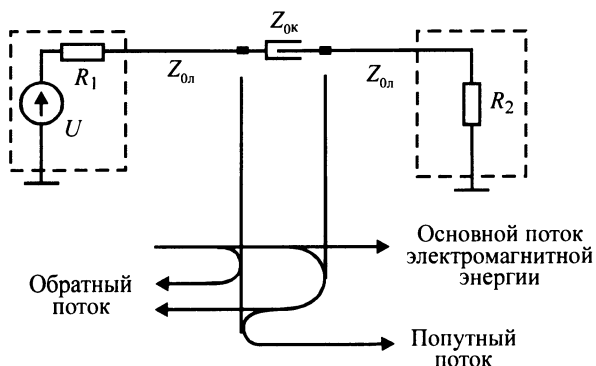 Z0к
R1
Z0л
Z0л
U
R2
Основной поток
электромагнитной
энергии
Обратный
поток
Попутный
поток